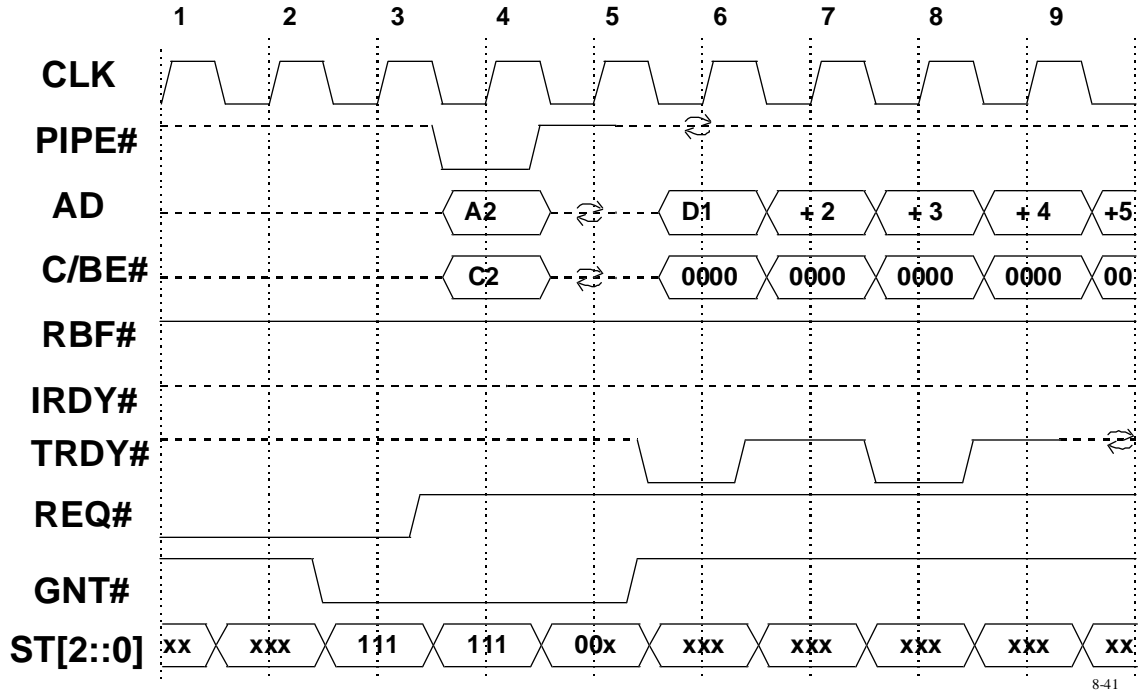 1 2 3 4 5 6 7 8 9
CLK
PIPE#
AD A2 D1 + 2 + 3 + 4 +5
C/BE# C2 0000 0000 0000 0000 00
RBF#
IRDY#
TRDY#
REQ#
GNT#
ST[2::0] xx xxx 111 111 00x xxx xxx xxx xxx xx
8-41